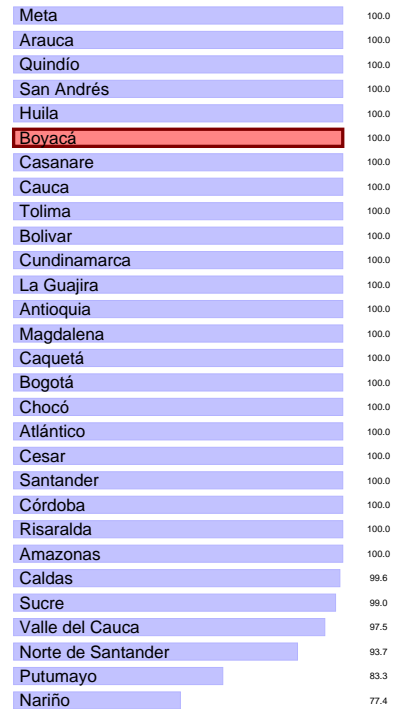 Meta 100.0
Arauca 100.0
Quindío 100.0
San Andrés 100.0
Huila 100.0
Boyacá 100.0
Casanare 100.0
Cauca 100.0
Tolima 100.0
Bolivar 100.0
Cundinamarca 100.0
La Guajira 100.0
Antioquia 100.0
Magdalena 100.0
Caquetá 100.0
Bogotá 100.0
Chocó 100.0
Atlántico 100.0
Cesar 100.0
Santander 100.0
Córdoba 100.0
Risaralda 100.0
Amazonas 100.0
Caldas 99.6
Sucre 99.0
Valle del Cauca 97.5
Norte de Santander 93.7
Putumayo 83.3
Nariño 77.4